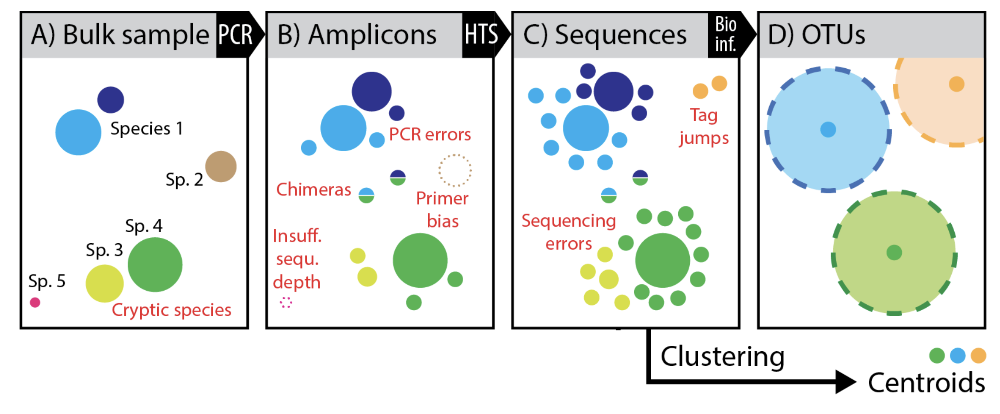 A) Bulk sample
PCR
B) Amplicons
HTS
C) Sequences
Bio
inf.
D) OTUs
Species 1
Sp. 2
Sp. 4
Sp. 3
Sp. 5
Cryptic species
PCR errors
Chimeras
Primer
bias
Insuff.
sequ.
depth
Tag
jumps
Sequencing
errors
Clustering
Centroids